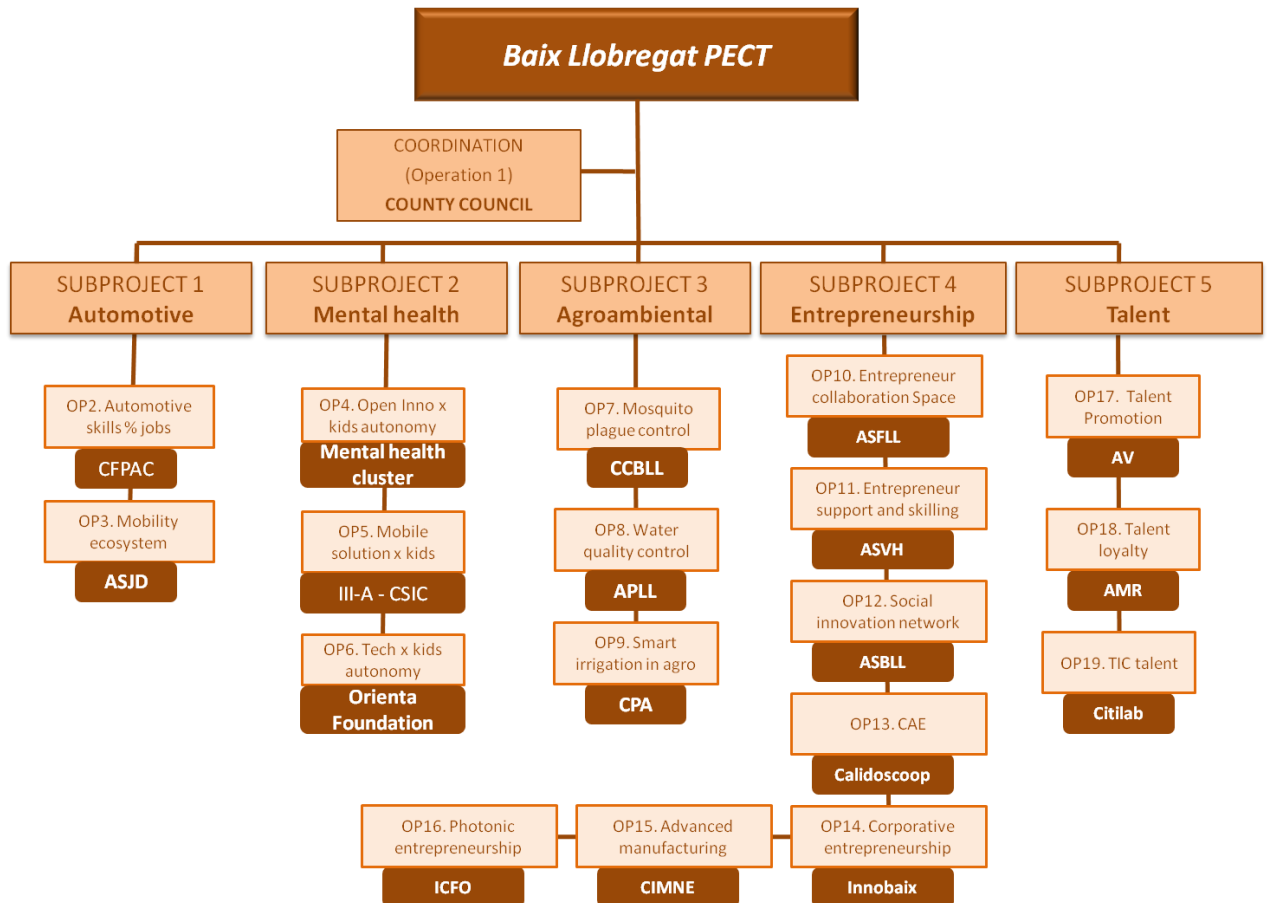 Baix Llobregat PECT
COORDINATION
(Operation 1)
COUNTY COUNCIL
SUBPROJECT 1
Automotive
SUBPROJECT 2
Mental health
SUBPROJECT 3
Agroambiental
SUBPROJECT 4
Entrepreneurship
SUBPROJECT 5
Talent
OP2. Automotive
skills % jobs
CFPAC
OP3. Mobility
ecosystem
ASJD
OP4. Open Inno x
kids autonomy
Mental health
cluster
OP5. Mobile
solution x kids
III-A - CSIC
OP6. Tech x kids
autonomy
Orienta
Foundation
OP7. Mosquito
plague control
CCBLL
OP8. Water
quality control
APLL
OP9. Smart
irrigation in agro
CPA
OP10. Entrepreneur
collaboration Space
ASFLL
OP11. Entrepreneur
support and skilling
ASVH
OP12. Social
innovation network
ASBLL
OP13. CAE
Calidoscoop
OP14. Corporative
entrepreneurship
Innobaix
OP15. Advanced
manufacturing
CIMNE
OP16. Photonic
entrepreneurship
ICFO
OP17. Talent
Promotion
AV
OP18. Talent
loyalty
AMR
OP19. TIC talent
Citilab